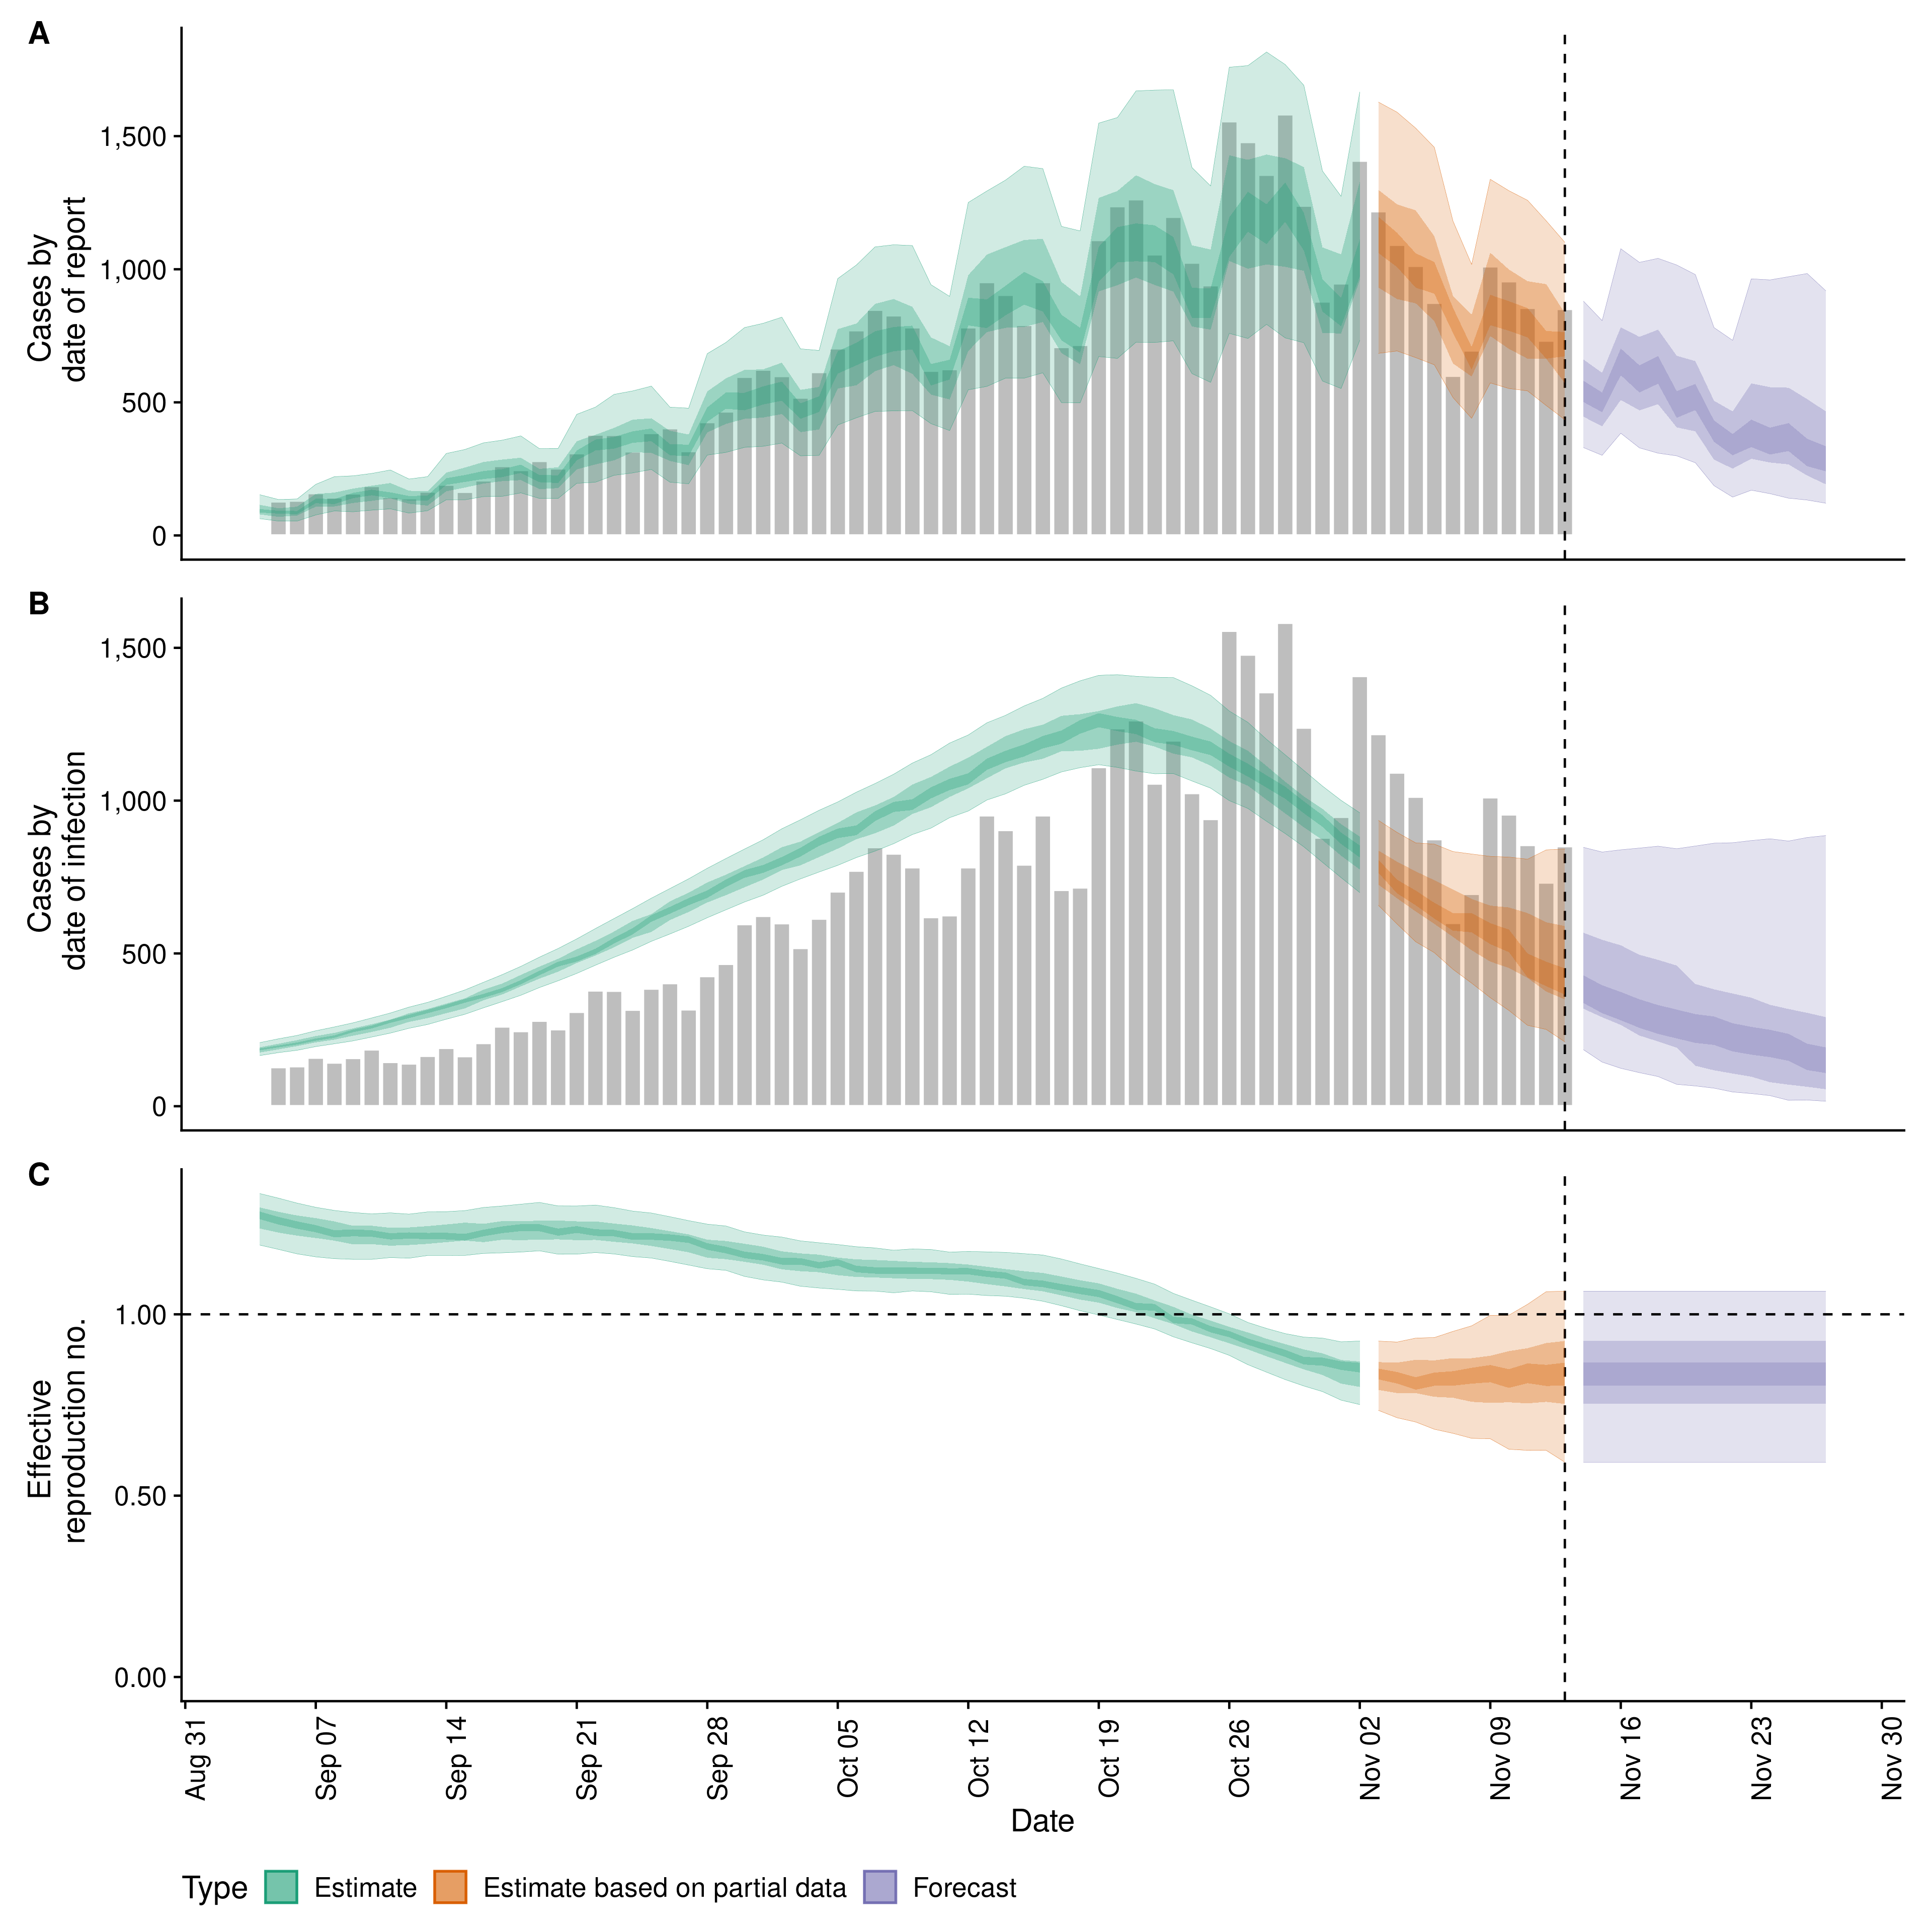 A
Cases by
date of report
1,500
1,000
500
0
B
Cases by
date of infection
1,500
1,000
500
0
C
Effective
reproduction no.
1.00
0.50
0.00
Aug 31
Sep 07
Sep 14
Sep 21
Sep 28
Oct 05
Oct 12
Oct 19
Oct 26
Nov 02
Nov 09
Nov 16
Nov 23
Nov 30
Date
Type Estimate Estimate based on partial data Forecast